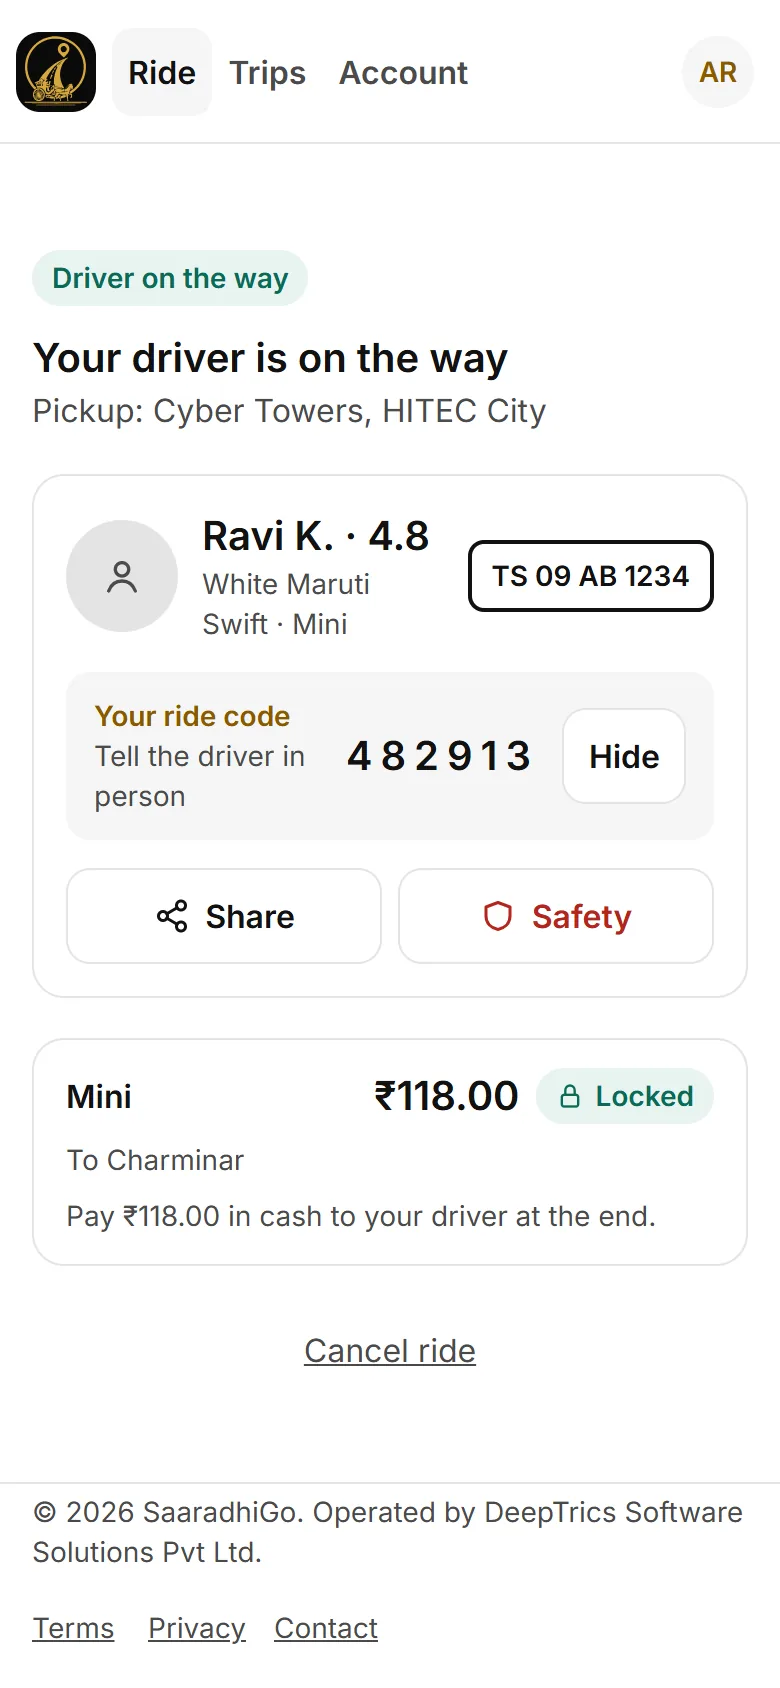 Ride Trips Account AR
Driver on the way
Your driver is on the way
Pickup: Cyber Towers, HITEC City
Ravi K. · 4.8
White Maruti
Swift · Mini
TS 09 AB 1234
Your ride code
Tell the driver in
person
482913
Hide
Share
Safety
Mini
₹118.00
Locked
To Charminar
Pay ₹118.00 in cash to your driver at the end.
Cancel ride
© 2026 SaaradhiGo. Operated by DeepTrics Software
Solutions Pvt Ltd.
Terms Privacy Contact